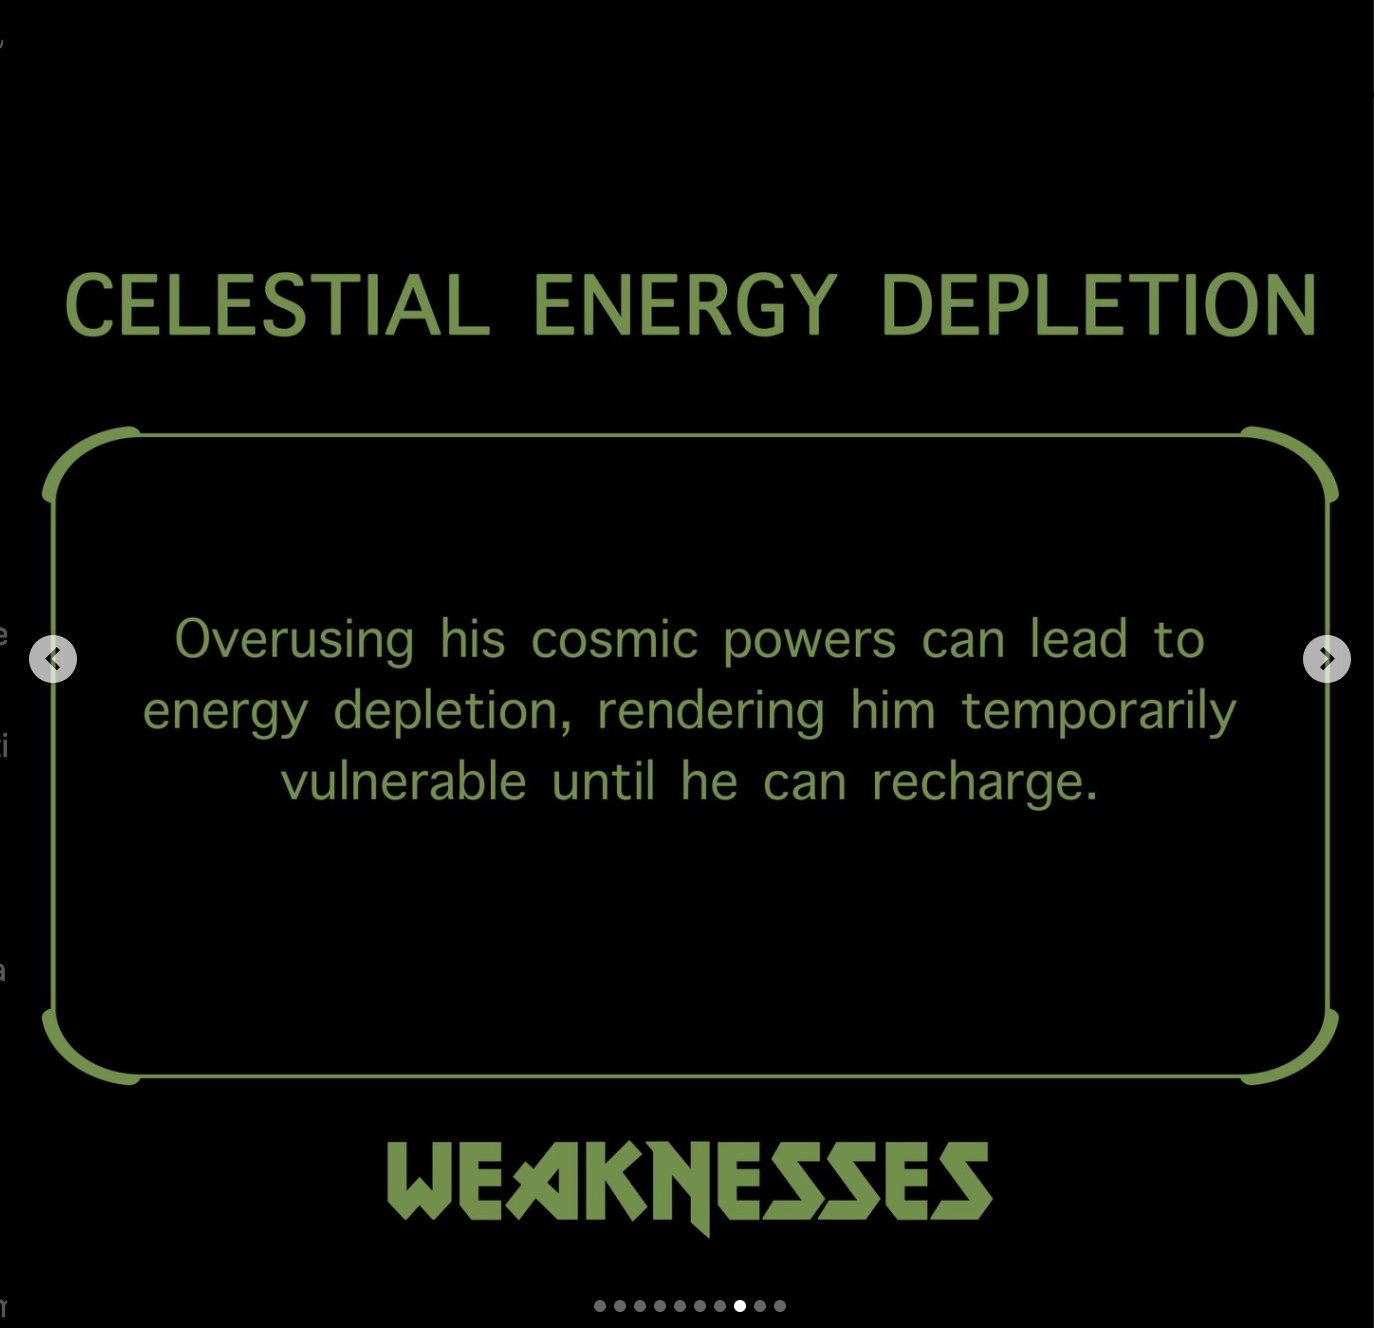 CELESTIAL ENERGY DEPLETION
Overusing his cosmic powers can lead to
energy depletion, rendering him temporarily
vulnerable until he can recharge.
WEAKNESSES